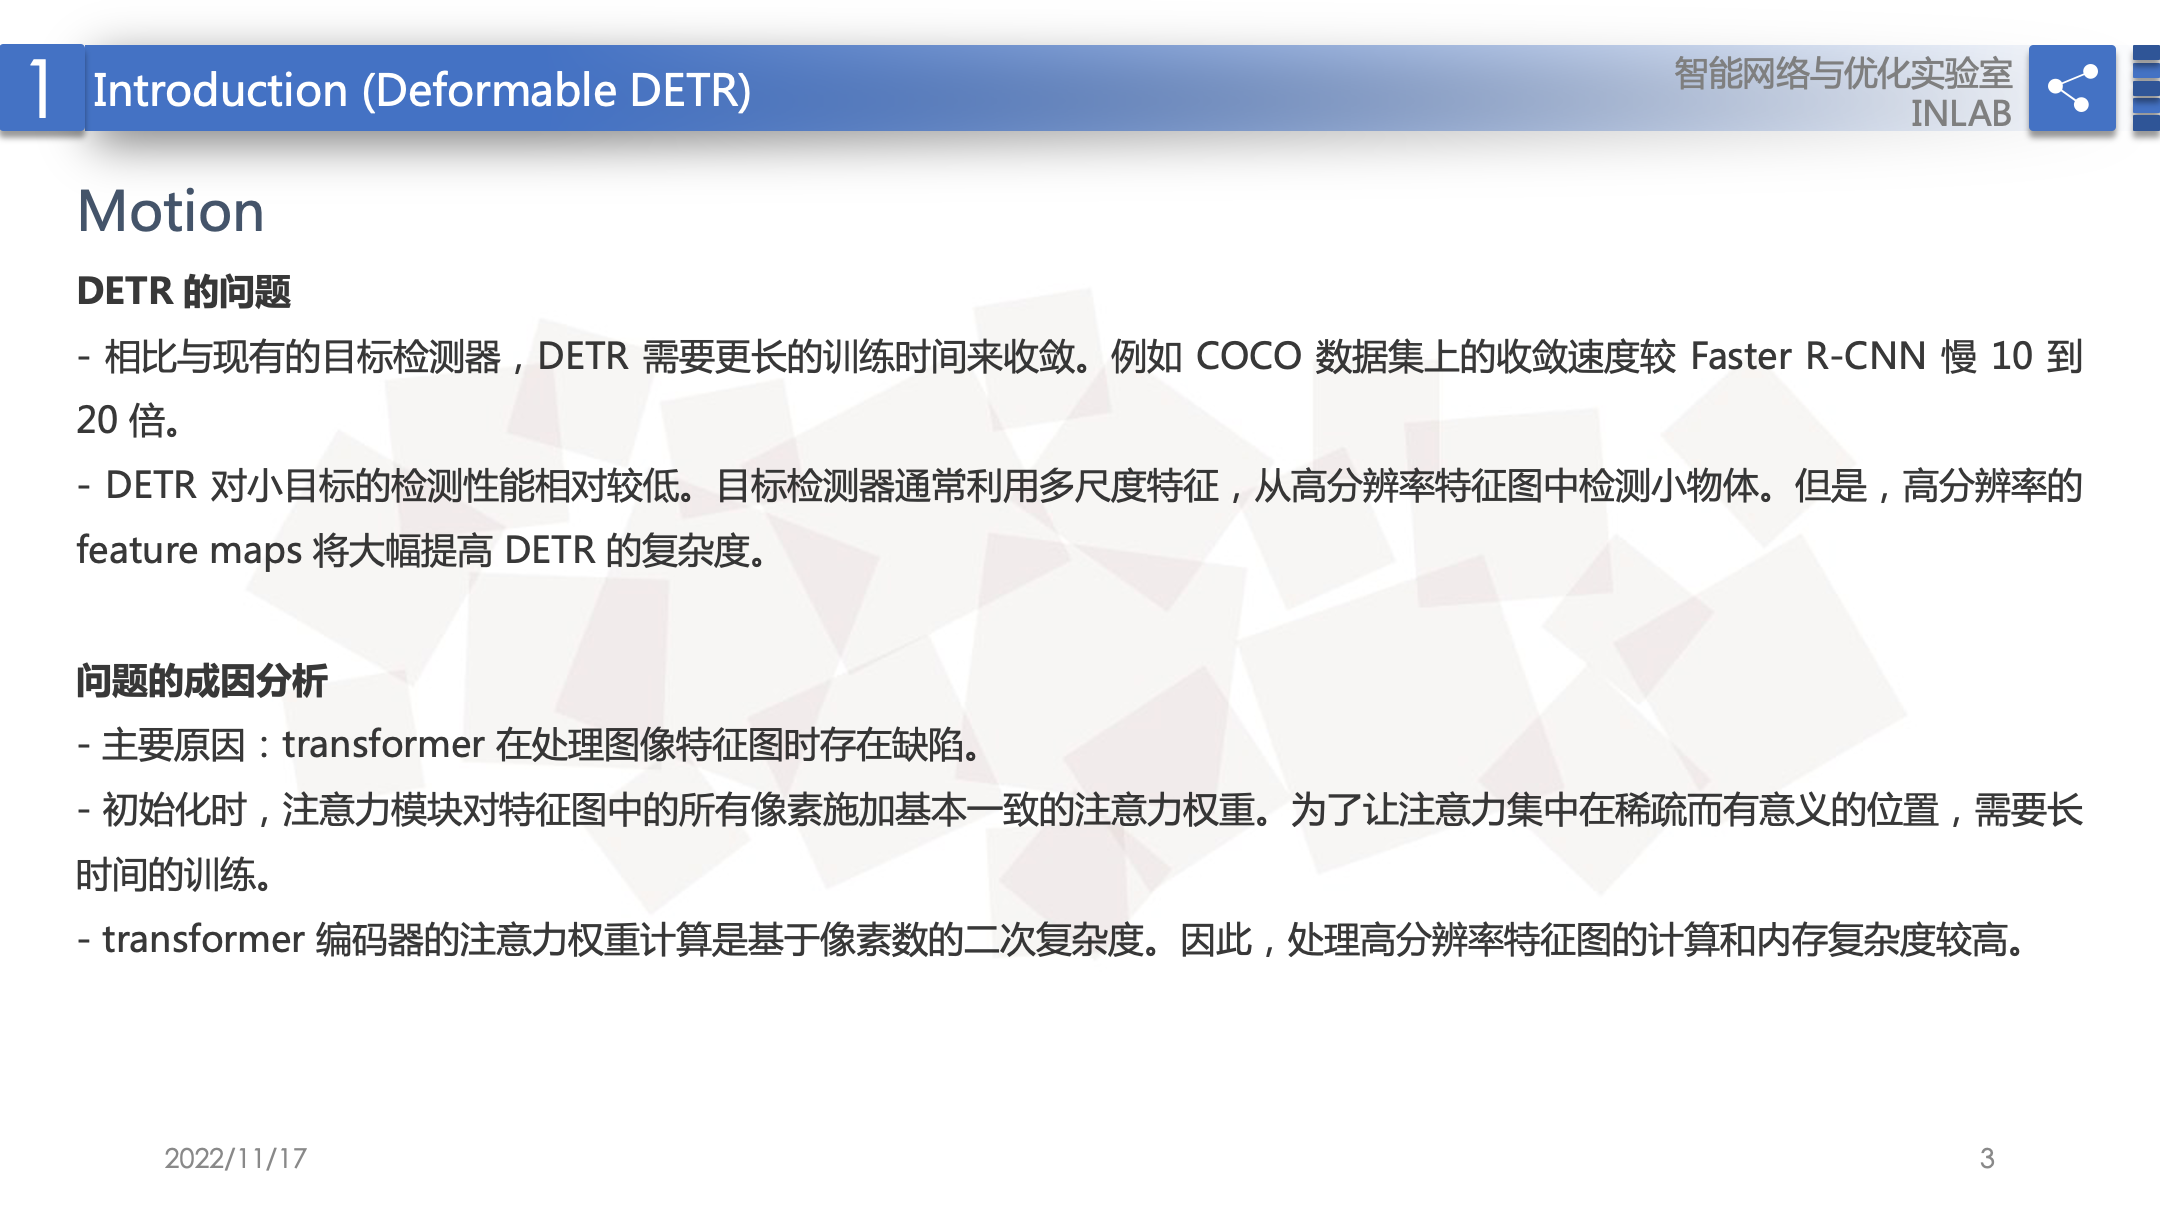 1
Introduction (Deformable DETR)
智能网络与优化实验室
INLAB
Motion
DETR 的问题
- 相比与现有的目标检测器，DETR 需要更长的训练时间来收敛。例如 COCO 数据集上的收敛速度较 Faster R-CNN 慢 10 到
20 倍。
- DETR 对小目标的检测性能相对较低。目标检测器通常利用多尺度特征，从高分辨率特征图中检测小物体。但是，高分辨率的
feature maps 将大幅提高 DETR 的复杂度。
问题的成因分析
- 主要原因：transformer 在处理图像特征图时存在缺陷。
- 初始化时，注意力模块对特征图中的所有像素施加基本一致的注意力权重。为了让注意力集中在稀疏而有意义的位置，需要长
时间的训练。
- transformer 编码器的注意力权重计算是基于像素数的二次复杂度。因此，处理高分辨率特征图的计算和内存复杂度较高。
2022/11/17
3